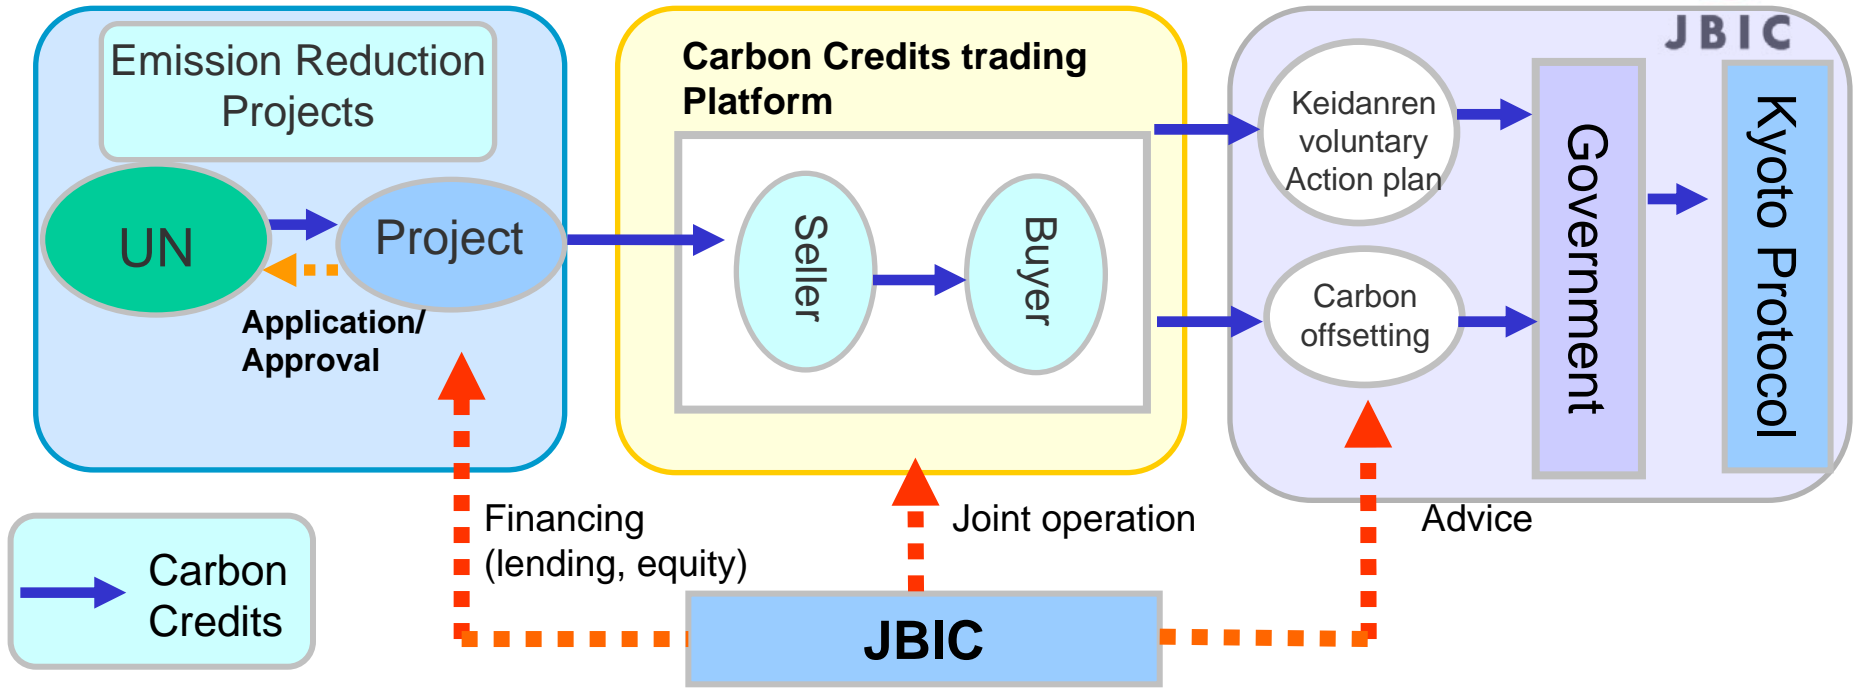 Emission Reduction
Projects
UN
Project
Application/
Approval
Carbon Credits trading
Platform
Seller
Buyer
JBIC
Keidanren
voluntary
Action plan
Carbon
offsetting
Government
Kyoto Protocol
Financing
(lending, equity)
Joint operation
Advice
Carbon
Credits
JBIC